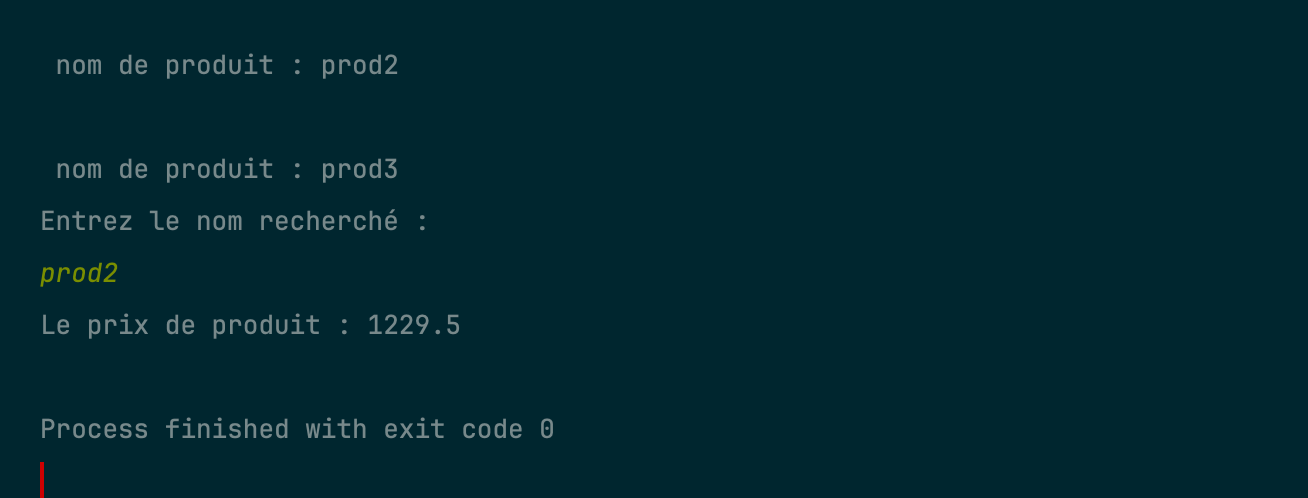 nom de produit : prod2
nom de produit : prod3
Entrez le nom recherché :
prod2
Le prix de produit : 1229.5
Process finished with exit code 0